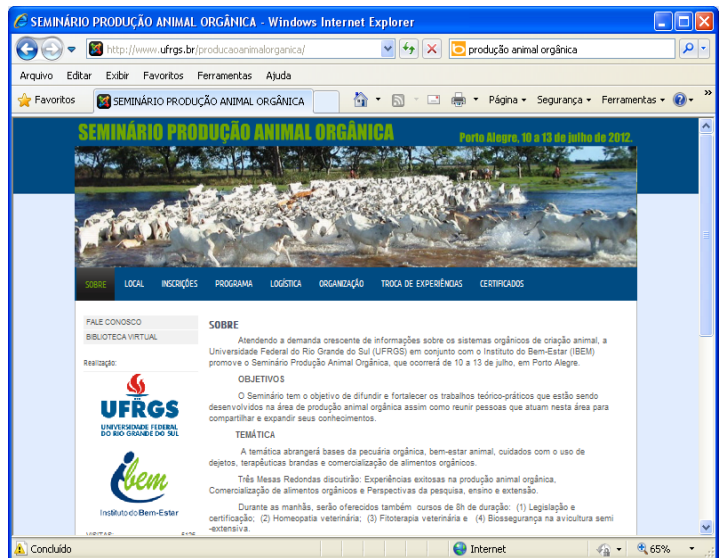 SEMINÁRIO PRODUÇÃO ANIMAL ORGÂNICA - Windows Internet Explorer
http://www.ufrgs.br/producaoanimalorganica/
produção animal orgânica
Arquivo Editar Exibir Favoritos Ferramentas Ajuda
Favoritos SEMINÁRIO PRODUÇÃO ANIMAL ORGÂNICA Página Segurança Ferramentas
SEMINÁRIO PRODUÇÃO ANIMAL ORGÂNICA
Porto Alegre, 10 a 13 de julho de 2012.
SOBRE LOCAL INSCRIÇÕES PROGRAMA LOGÍSTICA ORGANIZAÇÃO TROCA DE EXPERIÊNCIAS CERTIFICADOS
FALE CONOSCO
BIBLIOTECA VIRTUAL
Realização:
UFRGS
UNIVERSIDADE FEDERAL
DO RIO GRANDE DO SUL
ibem
Instituto do Bem-Estar
VISITAS: 5125
SOBRE
Atendendo a demanda crescente de informações sobre os sistemas orgânicos de criação animal, a
Universidade Federal do Rio Grande do Sul (UFRGS) em conjunto com o Instituto do Bem-Estar (IBEM)
promove o Seminário Produção Animal Orgânica, que ocorrerá de 10 a 13 de julho, em Porto Alegre.
OBJETIVOS
O Seminário tem o objetivo de difundir e fortalecer os trabalhos teórico-práticos que estão sendo
desenvolvidos na área de produção animal orgânica assim como reunir pessoas que atuam nesta área para
compartilhar e expandir seus conhecimentos.
TEMÁTICA
A temática abrangerá bases da pecuária orgânica, bem-estar animal, cuidados com o uso de
dejetos, terapêuticas brandas e comercialização de alimentos orgânicos.
Três Mesas Redondas discutirão: Experiências exitosas na produção animal orgânica,
Comercialização de alimentos orgânicos e Perspectivas da pesquisa, ensino e extensão.
Durante as manhãs, serão oferecidos também cursos de 8h de duração: (1) Legislação e
certificação; (2) Homeopatia veterinária; (3) Fitoterapia veterinária e (4) Biossegurança na avicultura semi
-extensiva.
Concluído Internet 65%